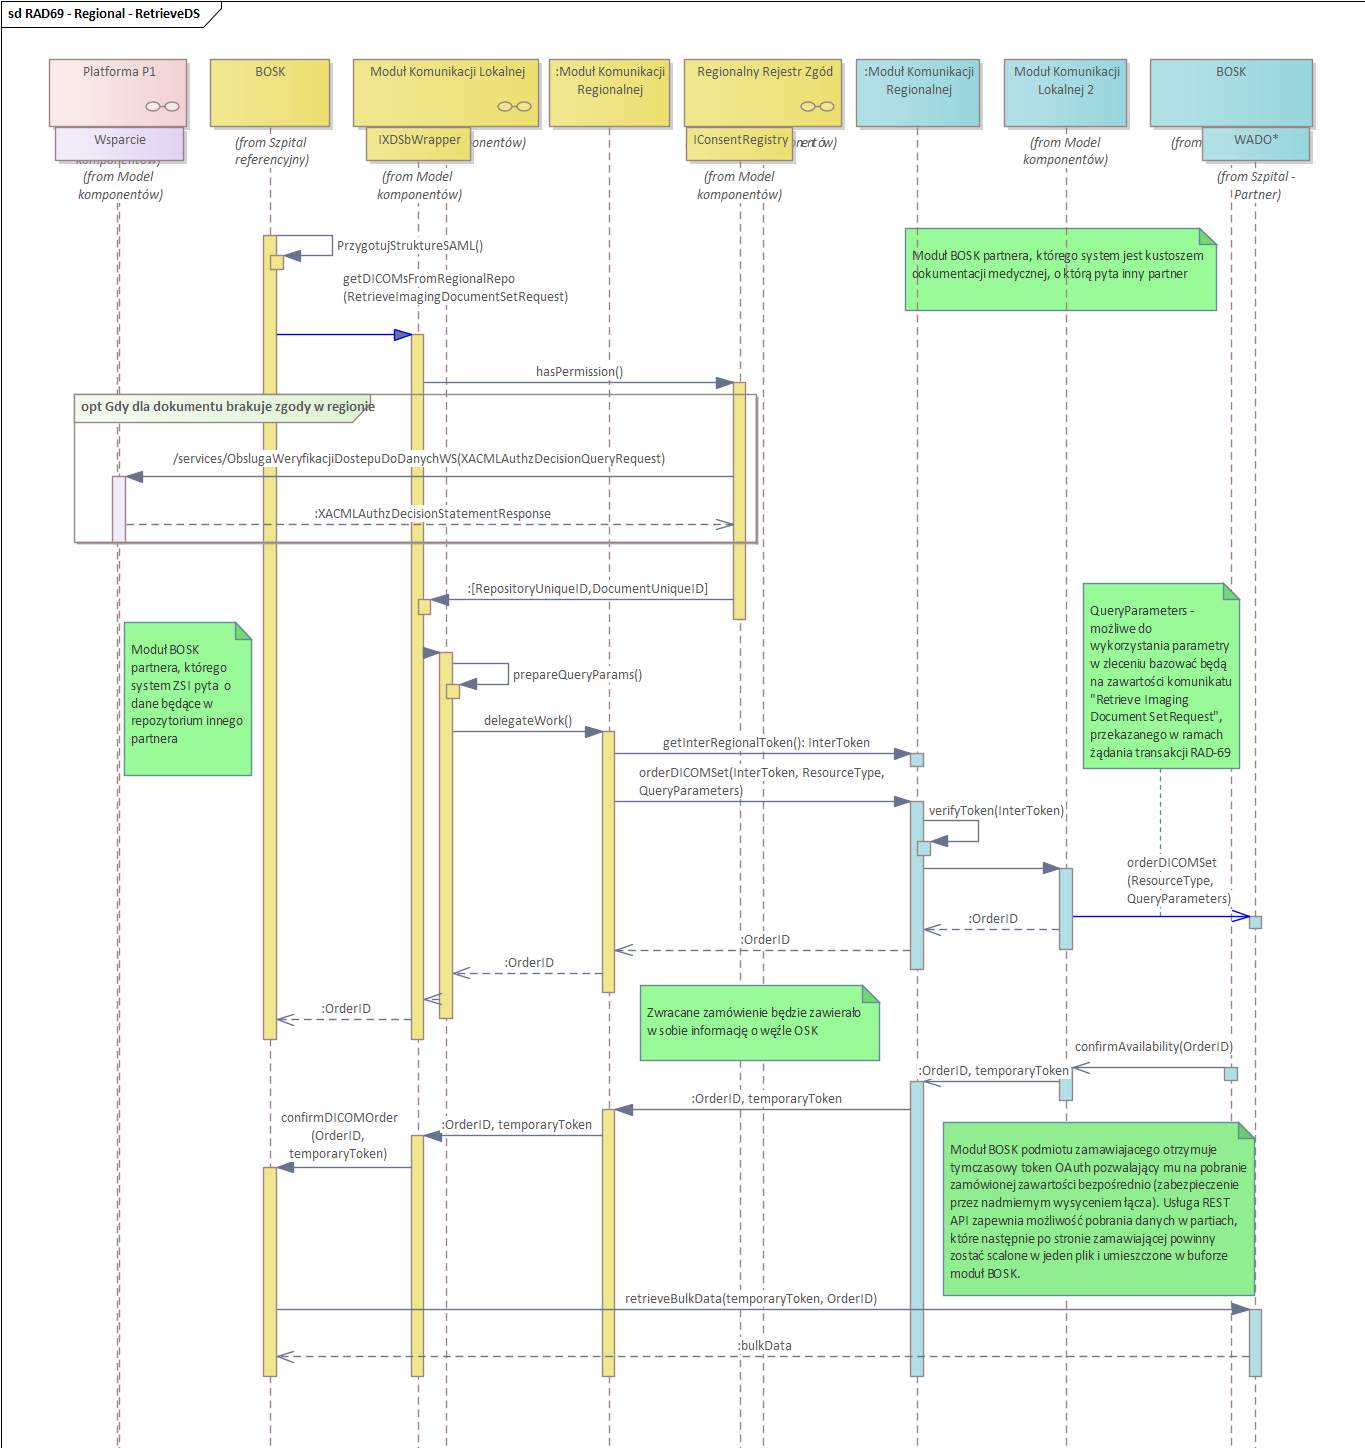 sd RAD69 - Regional - RetrieveDS
Platforma P1
BOSK
Moduł Komunikacji Lokalnej
:Moduł Komunikacji
Regionalnej
Regionalny Rejestr Zgód
:Moduł Komunikacji
Regionalnej
Moduł Komunikacji
Lokalnej 2
BOSK
Wsparcie
IXDSbWrapper
IConsentRegistry
WADO*
(from Szpital
referencyjny)
(from Model
komponentów)
(from Model
komponentów)
(from Model
komponentów)
(from Model
komponentów)
(from Szpital -
Partner)
PrzygotujStruktureSAML()
getDICOMsFromRegionalRepo
(RetrieveImagingDocumentSetRequest)
Moduł BOSK partnera, którego system jest kustoszem
dokumentacji medycznej, o którą pyta inny partner
hasPermission()
opt Gdy dla dokumentu brakuje zgody w regionie
/services/ObslugaWeryfikacjiDostepuDoDanychWS(XACMLAuthzDecisionQueryRequest)
:XACMLAuthzDecisionStatementResponse
:[RepositoryUniqueID,DocumentUniqueID]
Moduł BOSK
partnera, którego
system ZSI pyta o
dane będące w
repozytorium innego
partnera
QueryParameters -
możliwe do
wykorzystania parametry
w zleceniu bazować będą
na zawartości komunikatu
"Retrieve Imaging
Document Set Request",
przekazanego w ramach
żądania transakcji RAD-69
prepareQueryParams()
delegateWork()
getInterRegionalToken(): InterToken
orderDICOMSet(InterToken, ResourceType,
QueryParameters)
verifyToken(InterToken)
orderDICOMSet
(ResourceType,
QueryParameters)
:OrderID
:OrderID
:OrderID
:OrderID
Zwracane zamówienie będzie zawierało
w sobie informację o węźle OSK
confirmAvailability(OrderID)
:OrderID, temporaryToken
:OrderID, temporaryToken
:OrderID, temporaryToken
confirmDICOMOrder
(OrderID,
temporaryToken)
Moduł BOSK podmiotu zamawiajacego otrzymuje
tymczasowy token OAuth pozwalający mu na pobranie
zamówionej zawartości bezpośrednio (zabezpieczenie
przez nadmiernym wysyceniem łącza). Usługa REST
API zapewnia możliwość pobrania danych w partiach,
które następnie po stronie zamawiającej powinny
zostać scalone w jeden plik i umieszczone w buforze
moduł BOSK.
retrieveBulkData(temporaryToken, OrderID)
:bulkData